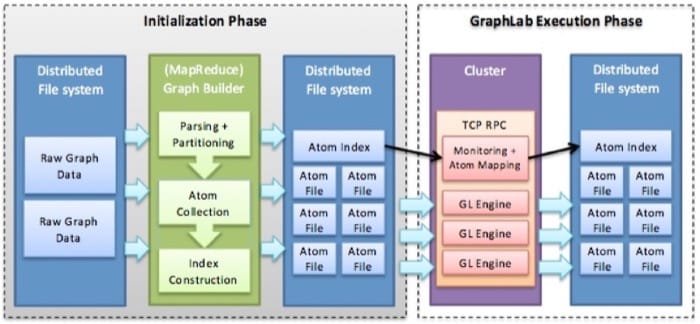 Initialization Phase
GraphLab Execution Phase
Distributed
File system
Raw Graph
Data
Raw Graph
Data
(MapReduce)
Graph Builder
Parsing +
Partitioning
Atom
Collection
Index
Construction
Distributed
File system
Atom Index
Atom
File
Atom
File
Atom
File
Atom
File
Atom
File
Atom
File
Cluster
TCP RPC
Monitoring +
Atom Mapping
GL Engine
GL Engine
GL Engine
Distributed
File system
Atom Index
Atom
File
Atom
File
Atom
File
Atom
File
Atom
File
Atom
File